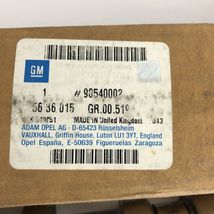 GM
1 # 90540002
56 36 015 GR.00.519
MADE IN United Kingdom 043
ADAM OPEL AG - D-65423 Rüsselsheim
VAUXHALL, Griffin House, Luton LU1 3YT, England
Opel España, E-50639 Figueruelas Zaragoza